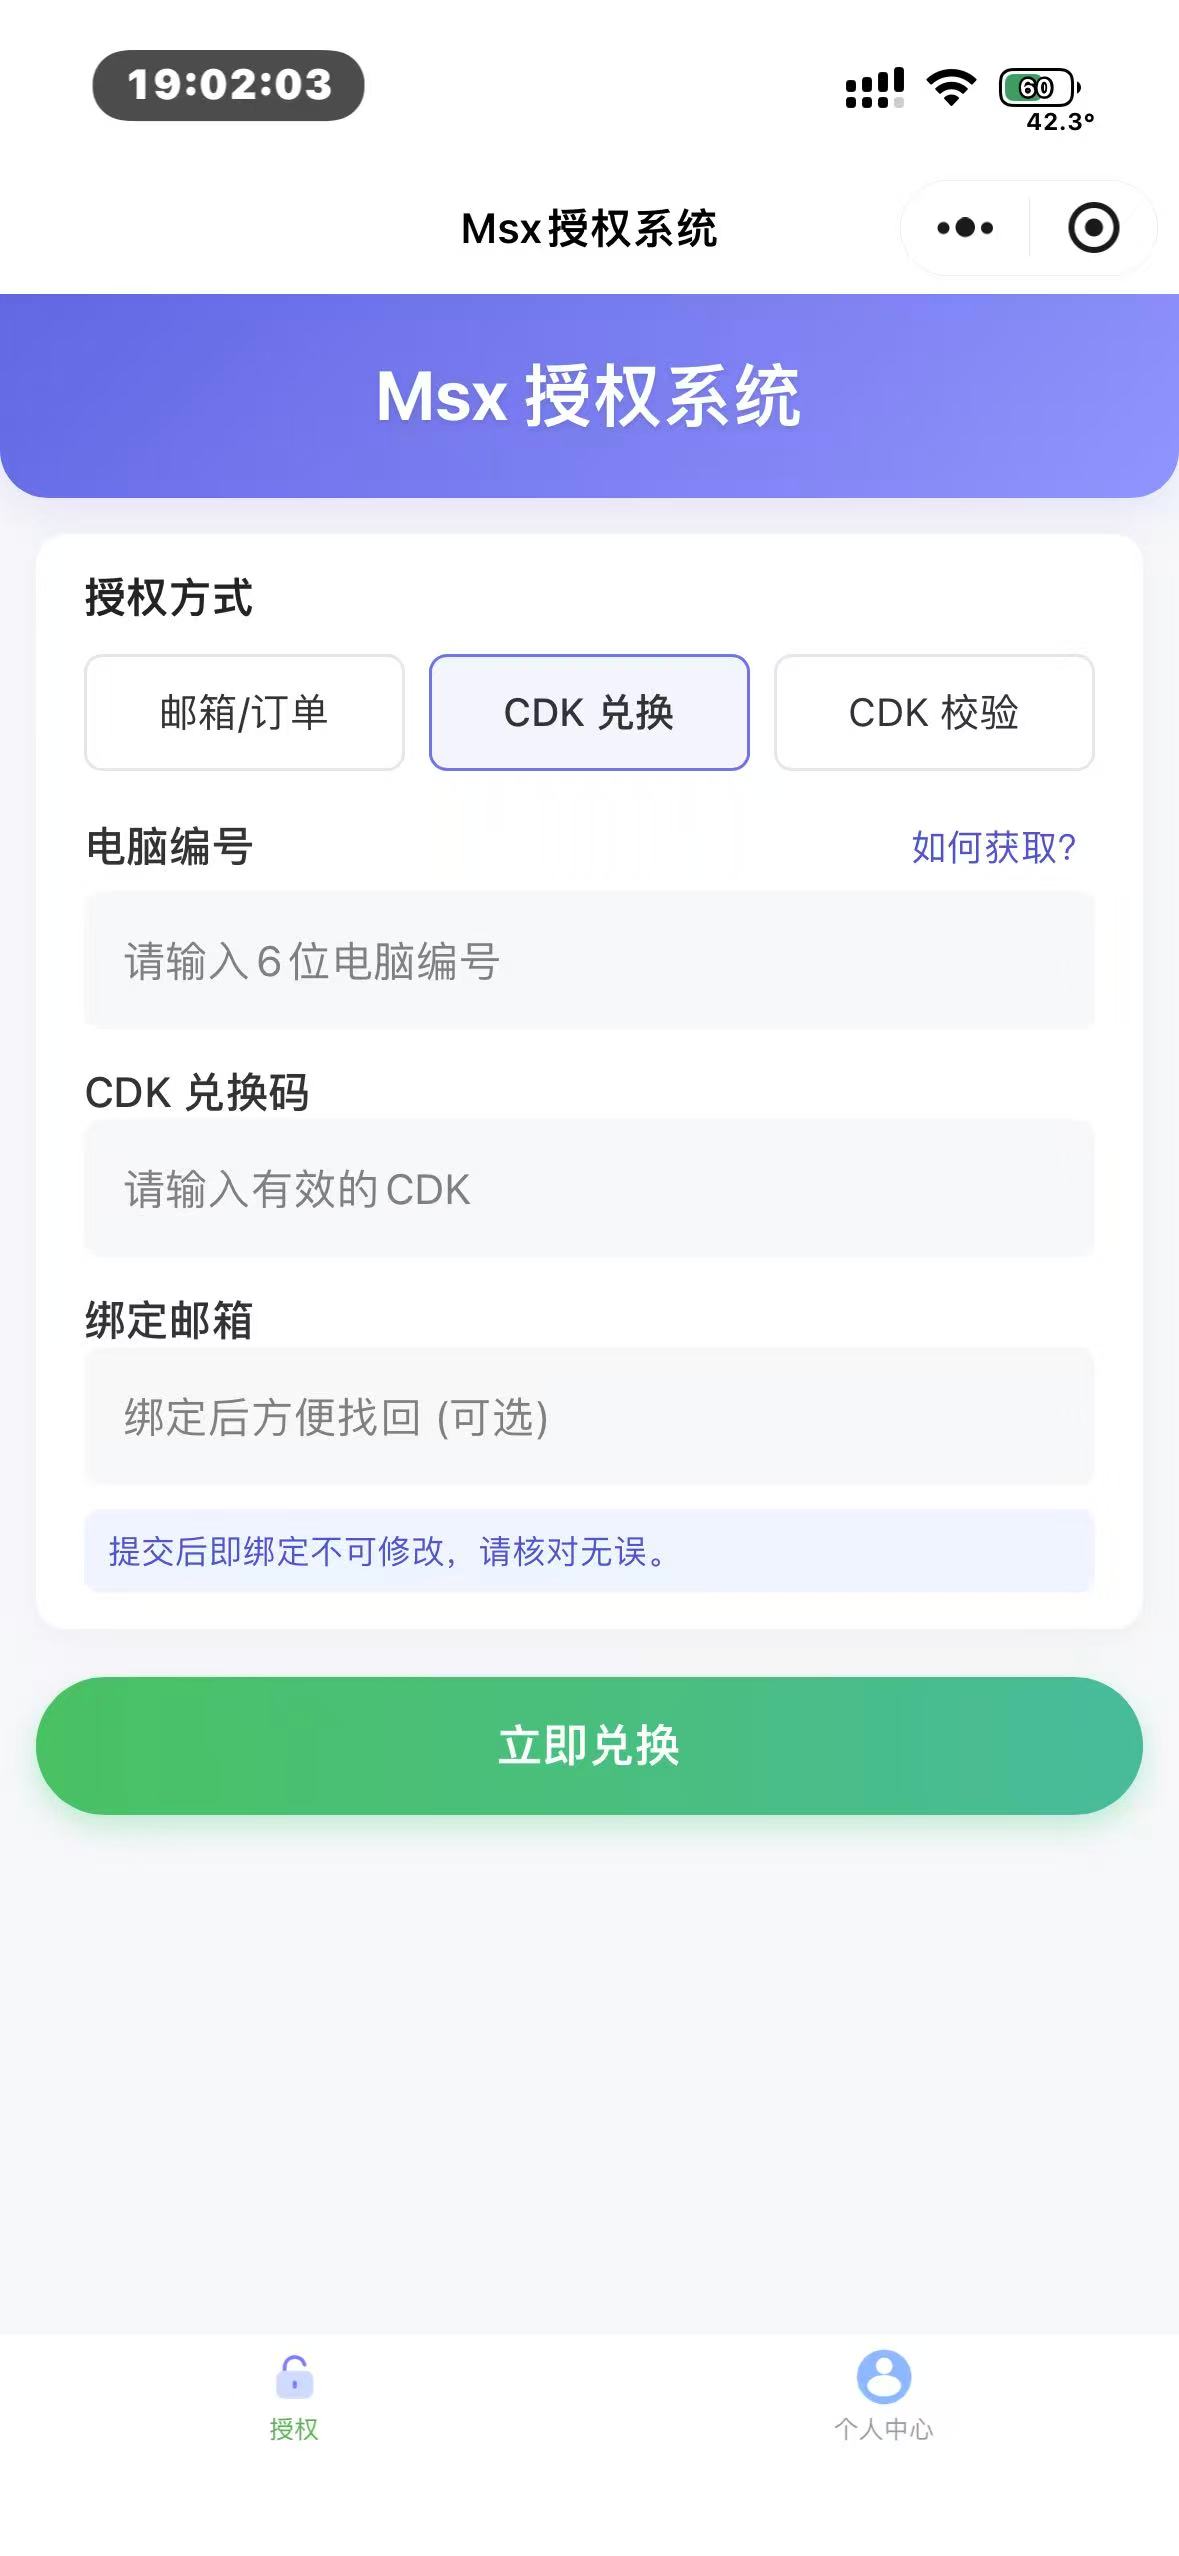 19:02:03
60
42.3°
Msx授权系统
Msx 授权系统
授权方式
邮箱/订单
CDK 兑换
CDK 校验
电脑编号
如何获取?
请输入6位电脑编号
CDK 兑换码
请输入有效的CDK
绑定邮箱
绑定后方便找回 (可选)
提交后即绑定不可修改，请核对无误。
立即兑换
授权
个人中心